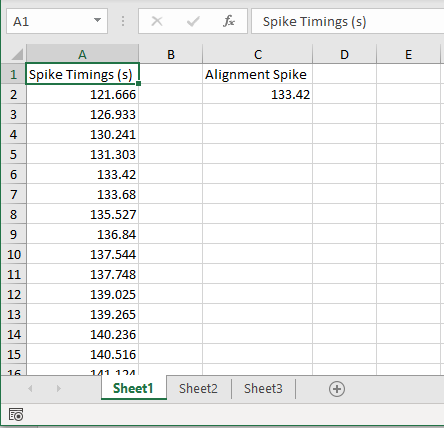 A1 fx Spike Timings (s)
A B C D E
1 Spike Timings (s) Alignment Spike
2 121.666 133.42
3 126.933
4 130.241
5 131.303
6 133.42
7 133.68
8 135.527
9 136.84
10 137.544
11 137.748
12 139.025
13 139.265
14 140.236
15 140.516
16 141.124
Sheet1 Sheet2 Sheet3